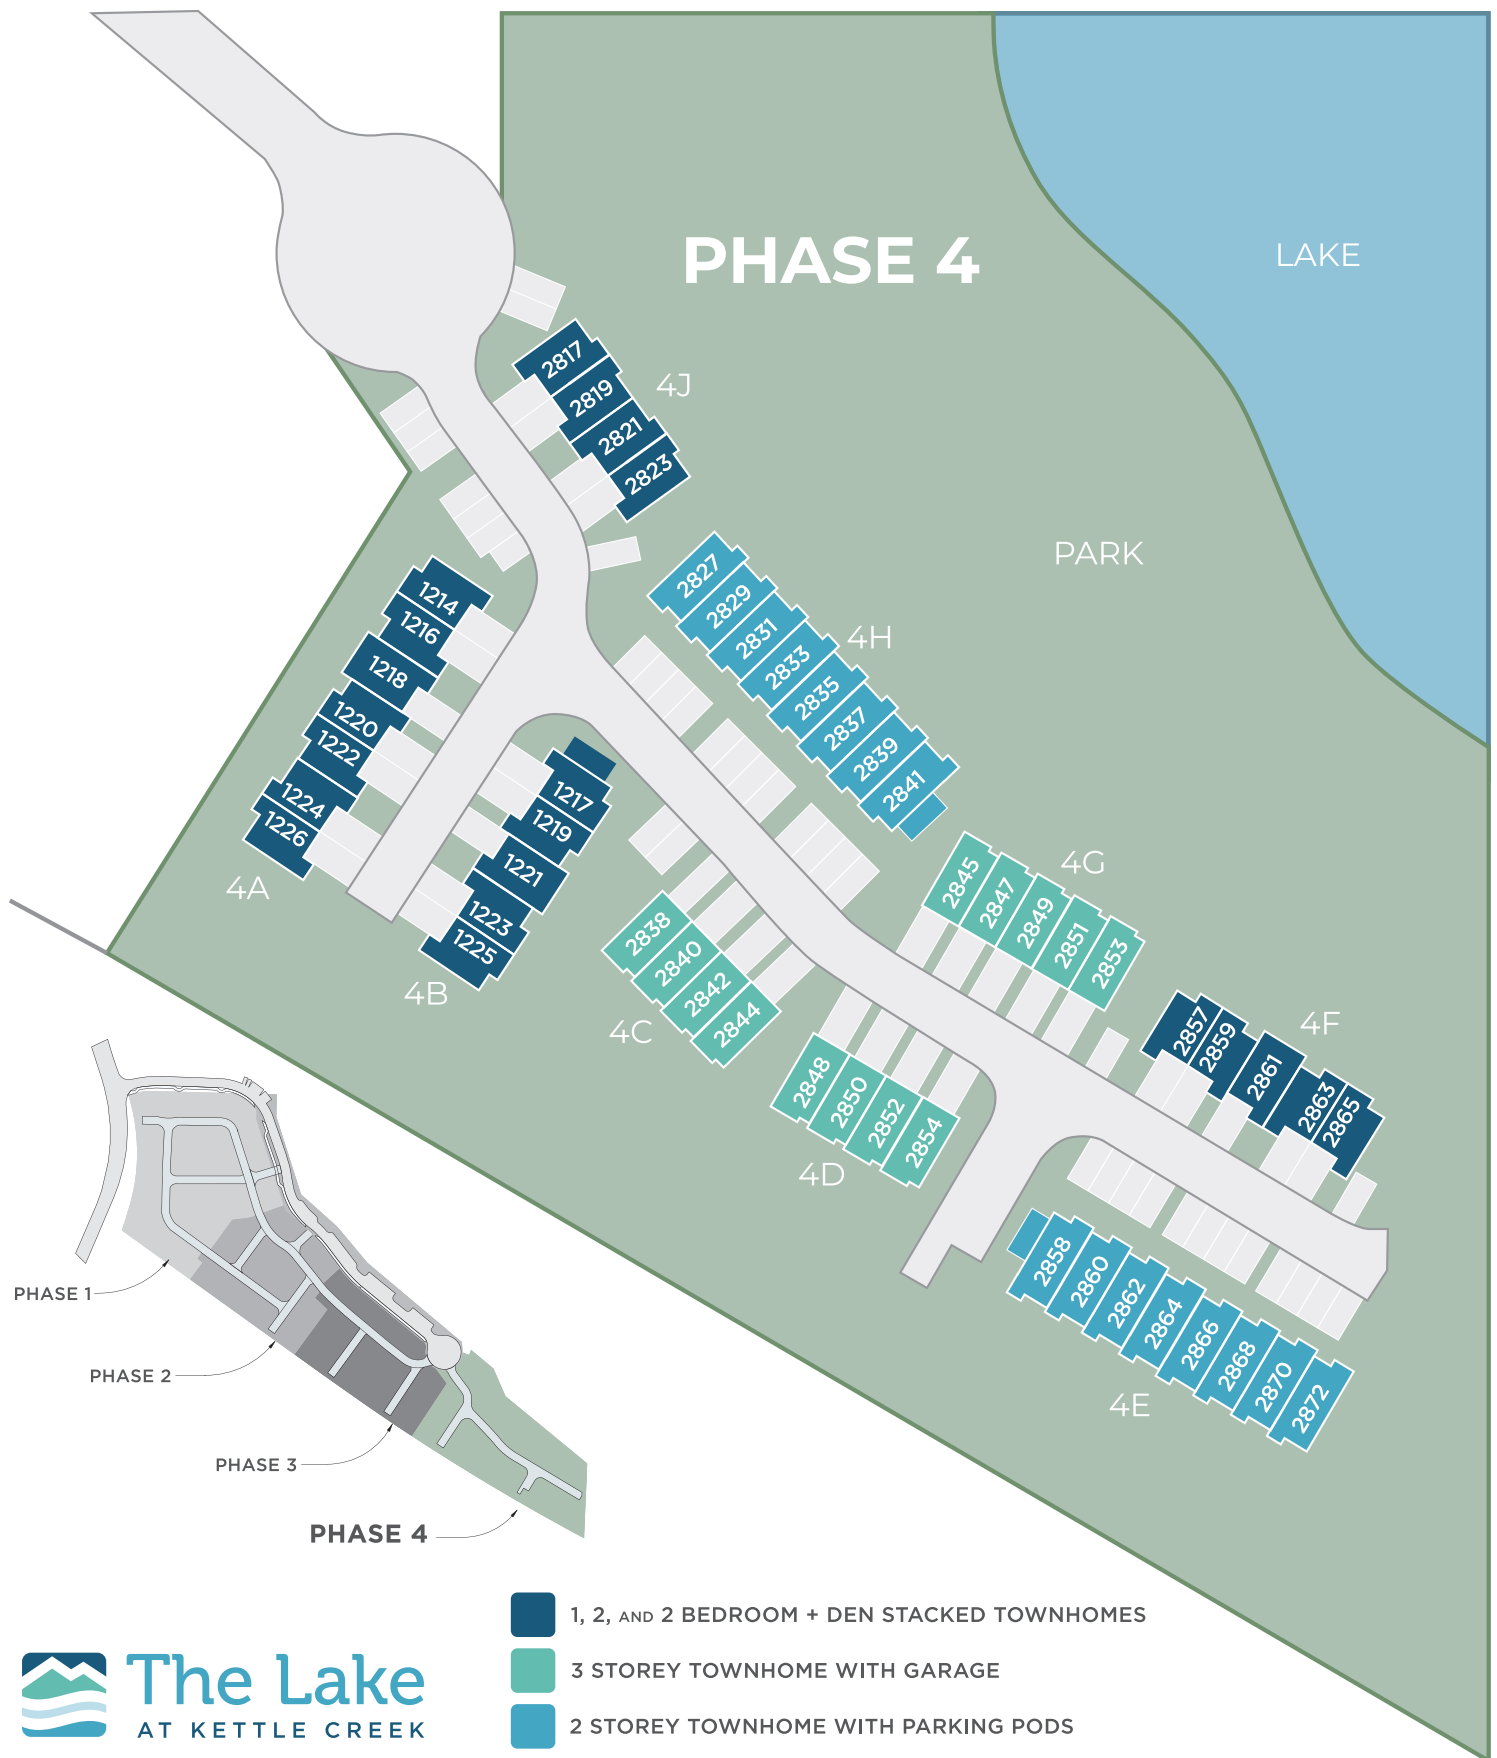 PHASE 4
LAKE
PARK
4J
2817
2819
2821
2823
4H
2827
2829
2831
2833
2835
2837
2839
2841
1214
1216
1218
1220
1222
1224
1226
4A
1217
1219
1221
1223
1225
4B
4G
2845
2847
2849
2851
2853
2838
2840
2842
2844
4C
4F
2857
2859
2861
2863
2865
2848
2850
2852
2854
4D
2858
2860
2862
2864
2866
2868
2870
2872
4E
PHASE 1
PHASE 2
PHASE 3
PHASE 4
1, 2, AND 2 BEDROOM + DEN STACKED TOWNHOMES
3 STOREY TOWNHOME WITH GARAGE
2 STOREY TOWNHOME WITH PARKING PODS
The Lake
AT KETTLE CREEK